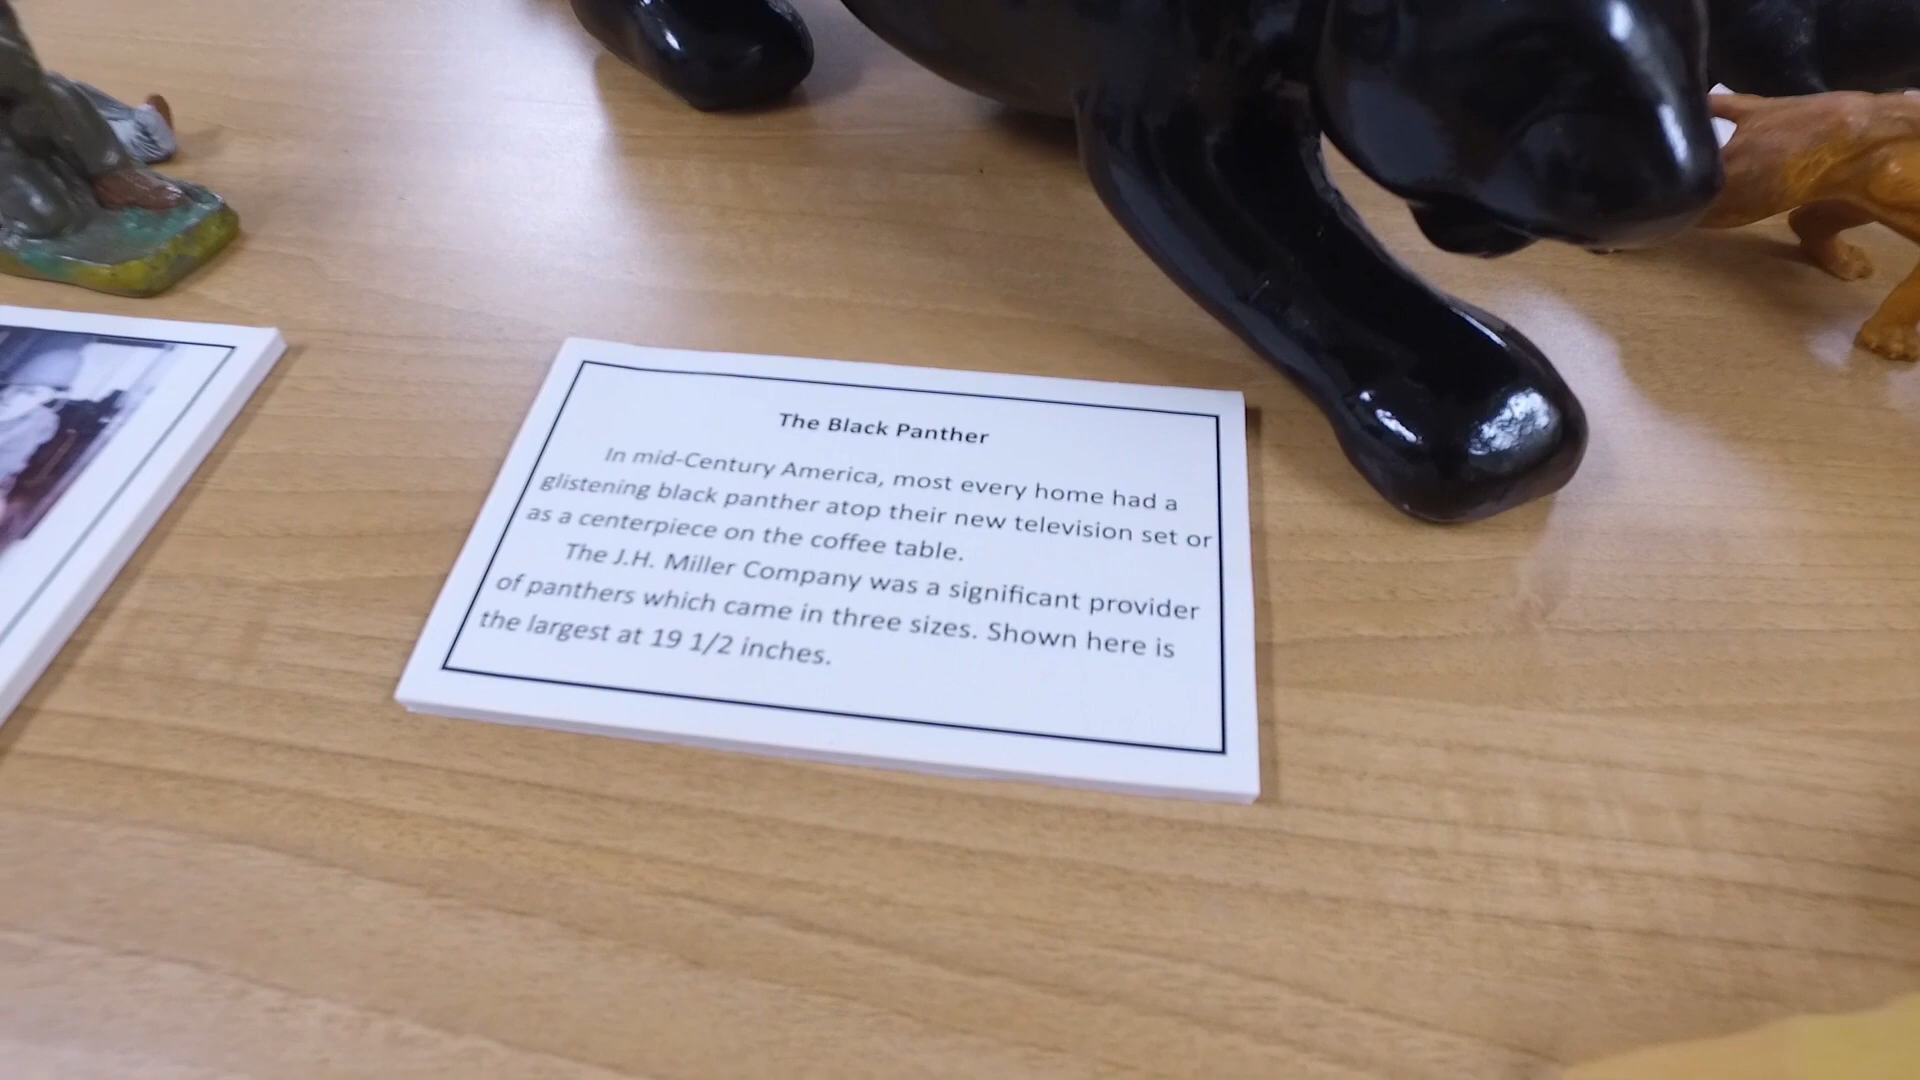 The Black Panther
In mid-Century America, most every home had a
glistening black panther atop their new television set or
as a centerpiece on the coffee table.
The J.H. Miller Company was a significant provider
of panthers which came in three sizes. Shown here is
the largest at 19 1/2 inches.